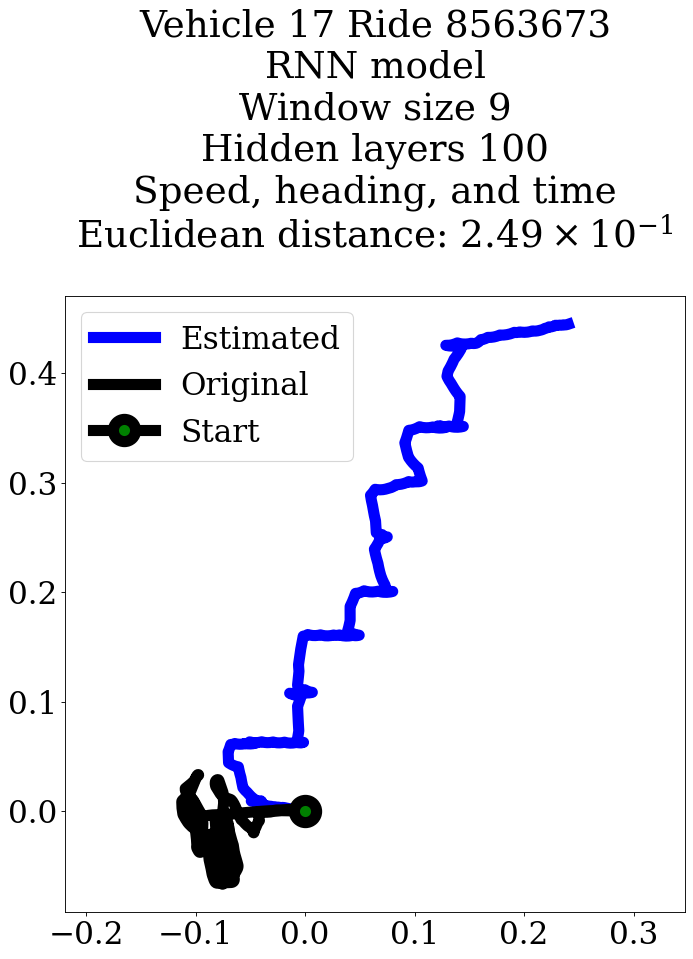 Vehicle 17 Ride 8563673
RNN model
Window size 9
Hidden layers 100
Speed, heading, and time
Euclidean distance: 2.49 × 10⁻¹
Estimated
Original
Start
0.4
0.3
0.2
0.1
0.0
−0.2 −0.1 0.0 0.1 0.2 0.3